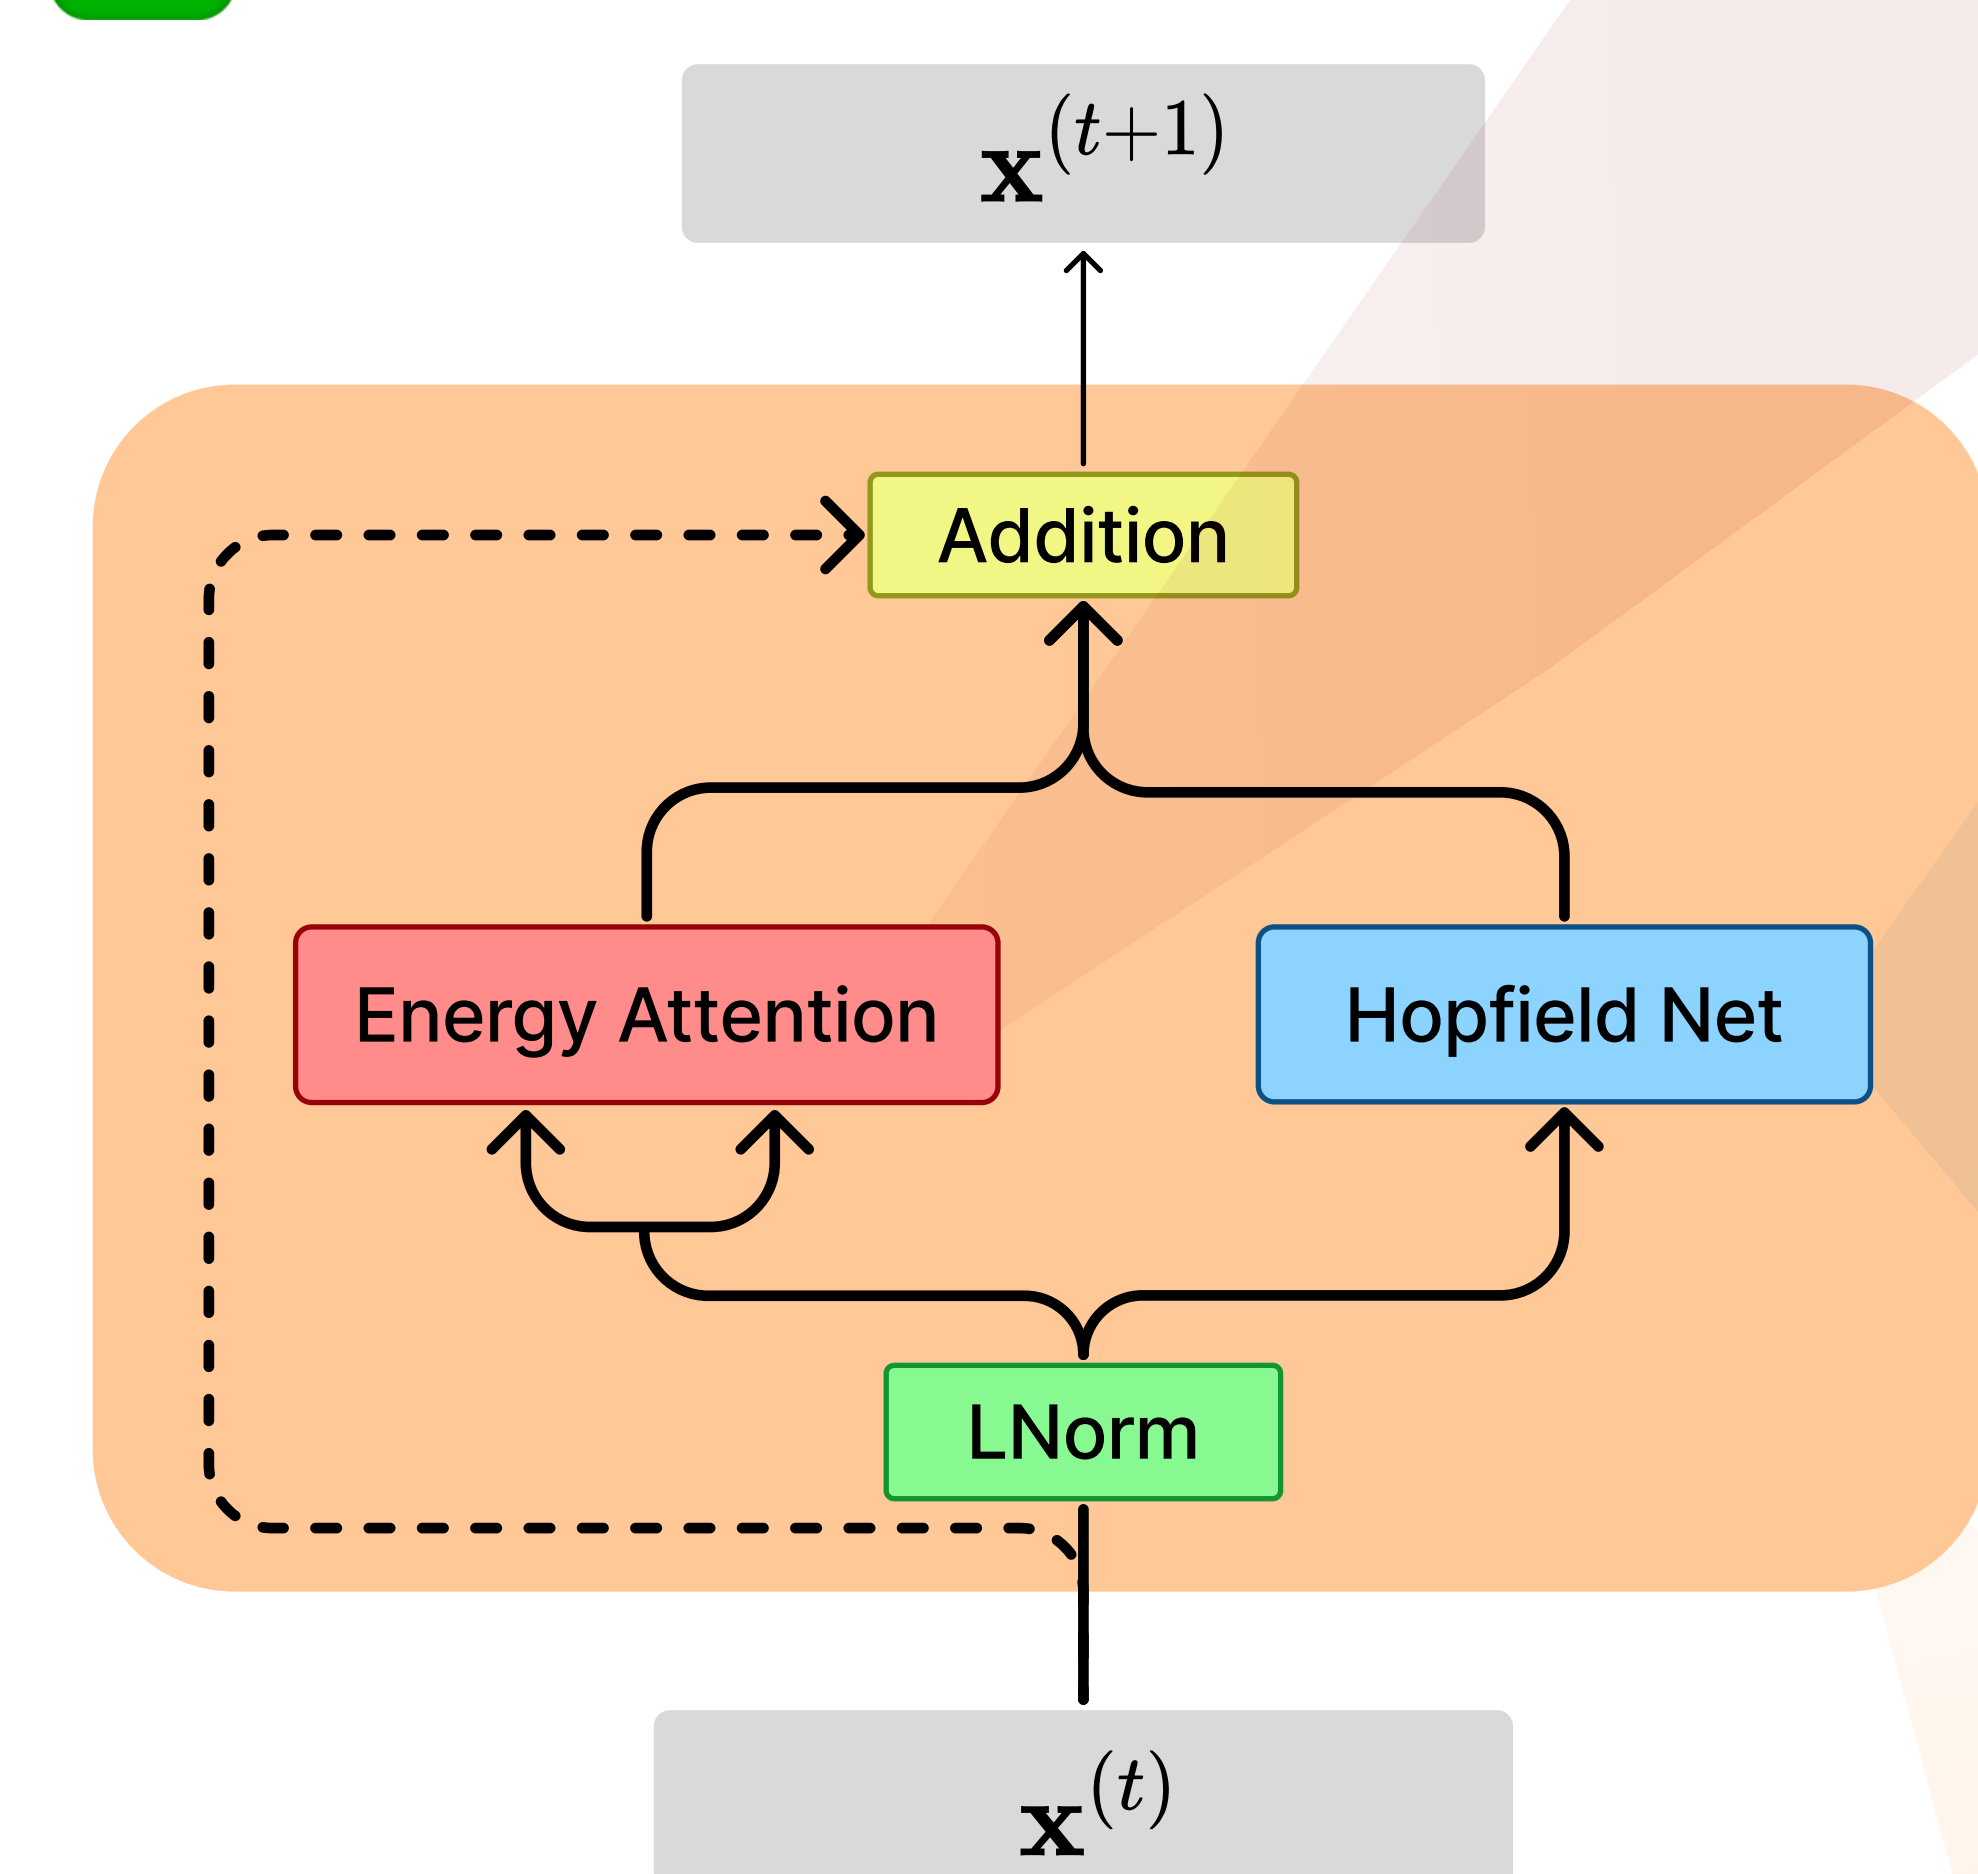 x^(t+1)
Addition
Energy Attention
Hopfield Net
LNorm
x^(t)